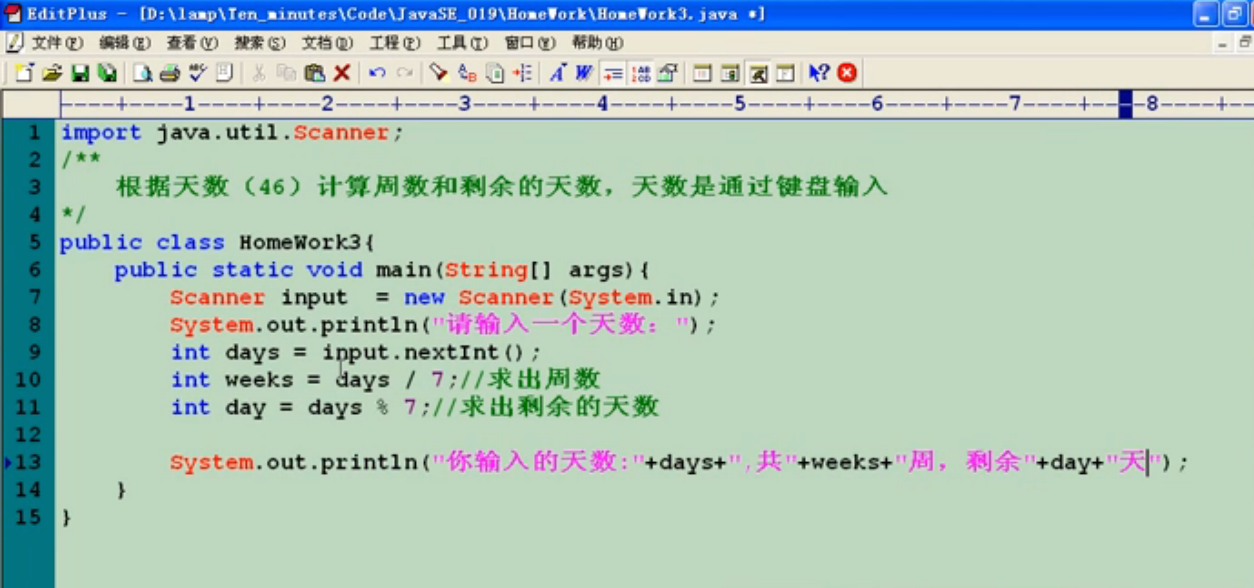 EditPlus - [D:\lamp\Ten_minutes\Code\JavaSE_019\HomeWork\HomeWork3.java *]
文件(F) 编辑(E) 查看(V) 搜索(S) 文档(D) 工程(P) 工具(T) 窗口(W) 帮助(H)
----+----1----+----2----+----3----+----4----+----5----+----6----+----7----+----8----+--
1 import java.util.Scanner;
2 /**
3 根据天数（46）计算周数和剩余的天数，天数是通过键盘输入
4 */
5 public class HomeWork3{
6 public static void main(String[] args){
7 Scanner input  = new Scanner(System.in);
8 System.out.println("请输入一个天数：");
9 int days = input.nextInt();
10 int weeks = days / 7;//求出周数
11 int day = days % 7;//求出剩余的天数
12
13 System.out.println("你输入的天数:"+days+",共"+weeks+"周，剩余"+day+"天");
14 }
15 }